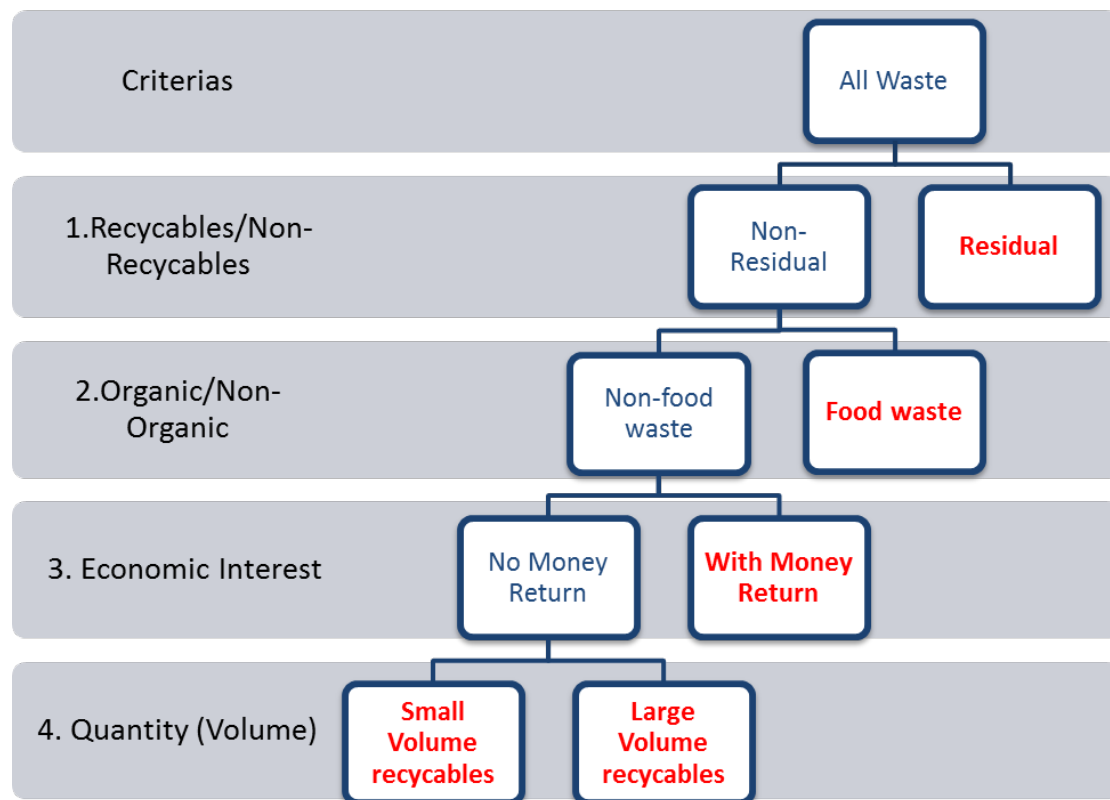 Criterias
All Waste
1.Recycables/Non-
Recycables
Non-
Residual
Residual
2.Organic/Non-
Organic
Non-food
waste
Food waste
3. Economic Interest
No Money
Return
With Money
Return
4. Quantity (Volume)
Small
Volume
recycables
Large
Volume
recycables